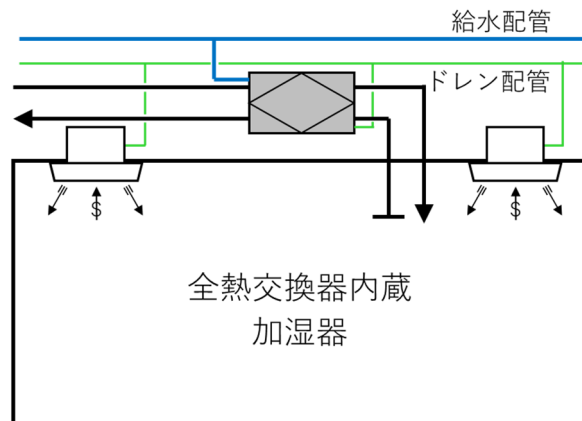 給水配管
ドレン配管
$
$
全熱交換器内蔵
加湿器